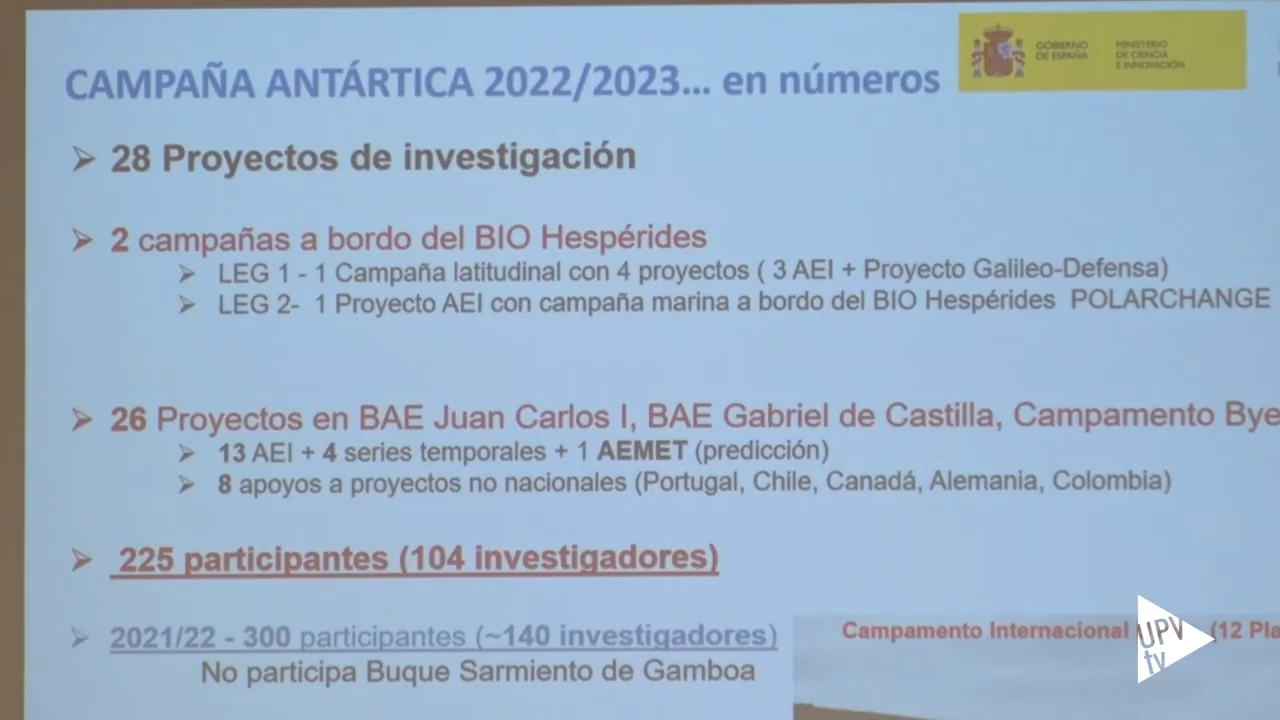 CAMPAÑA ANTÁRTICA 2022/2023... en números
GOBIERNO DE ESPAÑA
MINISTERIO DE CIENCIA E INNOVACIÓN
➢ 28 Proyectos de investigación
➢ 2 campañas a bordo del BIO Hespérides
➢ LEG 1 - 1 Campaña latitudinal con 4 proyectos ( 3 AEI + Proyecto Galileo-Defensa)
➢ LEG 2- 1 Proyecto AEI con campaña marina a bordo del BIO Hespérides POLARCHANGE
➢ 26 Proyectos en BAE Juan Carlos I, BAE Gabriel de Castilla, Campamento Bye
➢ 13 AEI + 4 series temporales + 1 AEMET (predicción)
➢ 8 apoyos a proyectos no nacionales (Portugal, Chile, Canadá, Alemania, Colombia)
➢ 225 participantes (104 investigadores)
➢ 2021/22 - 300 participantes (~140 investigadores)
No participa Buque Sarmiento de Gamboa
Campamento Internacional (12 Pla
UPV
tv